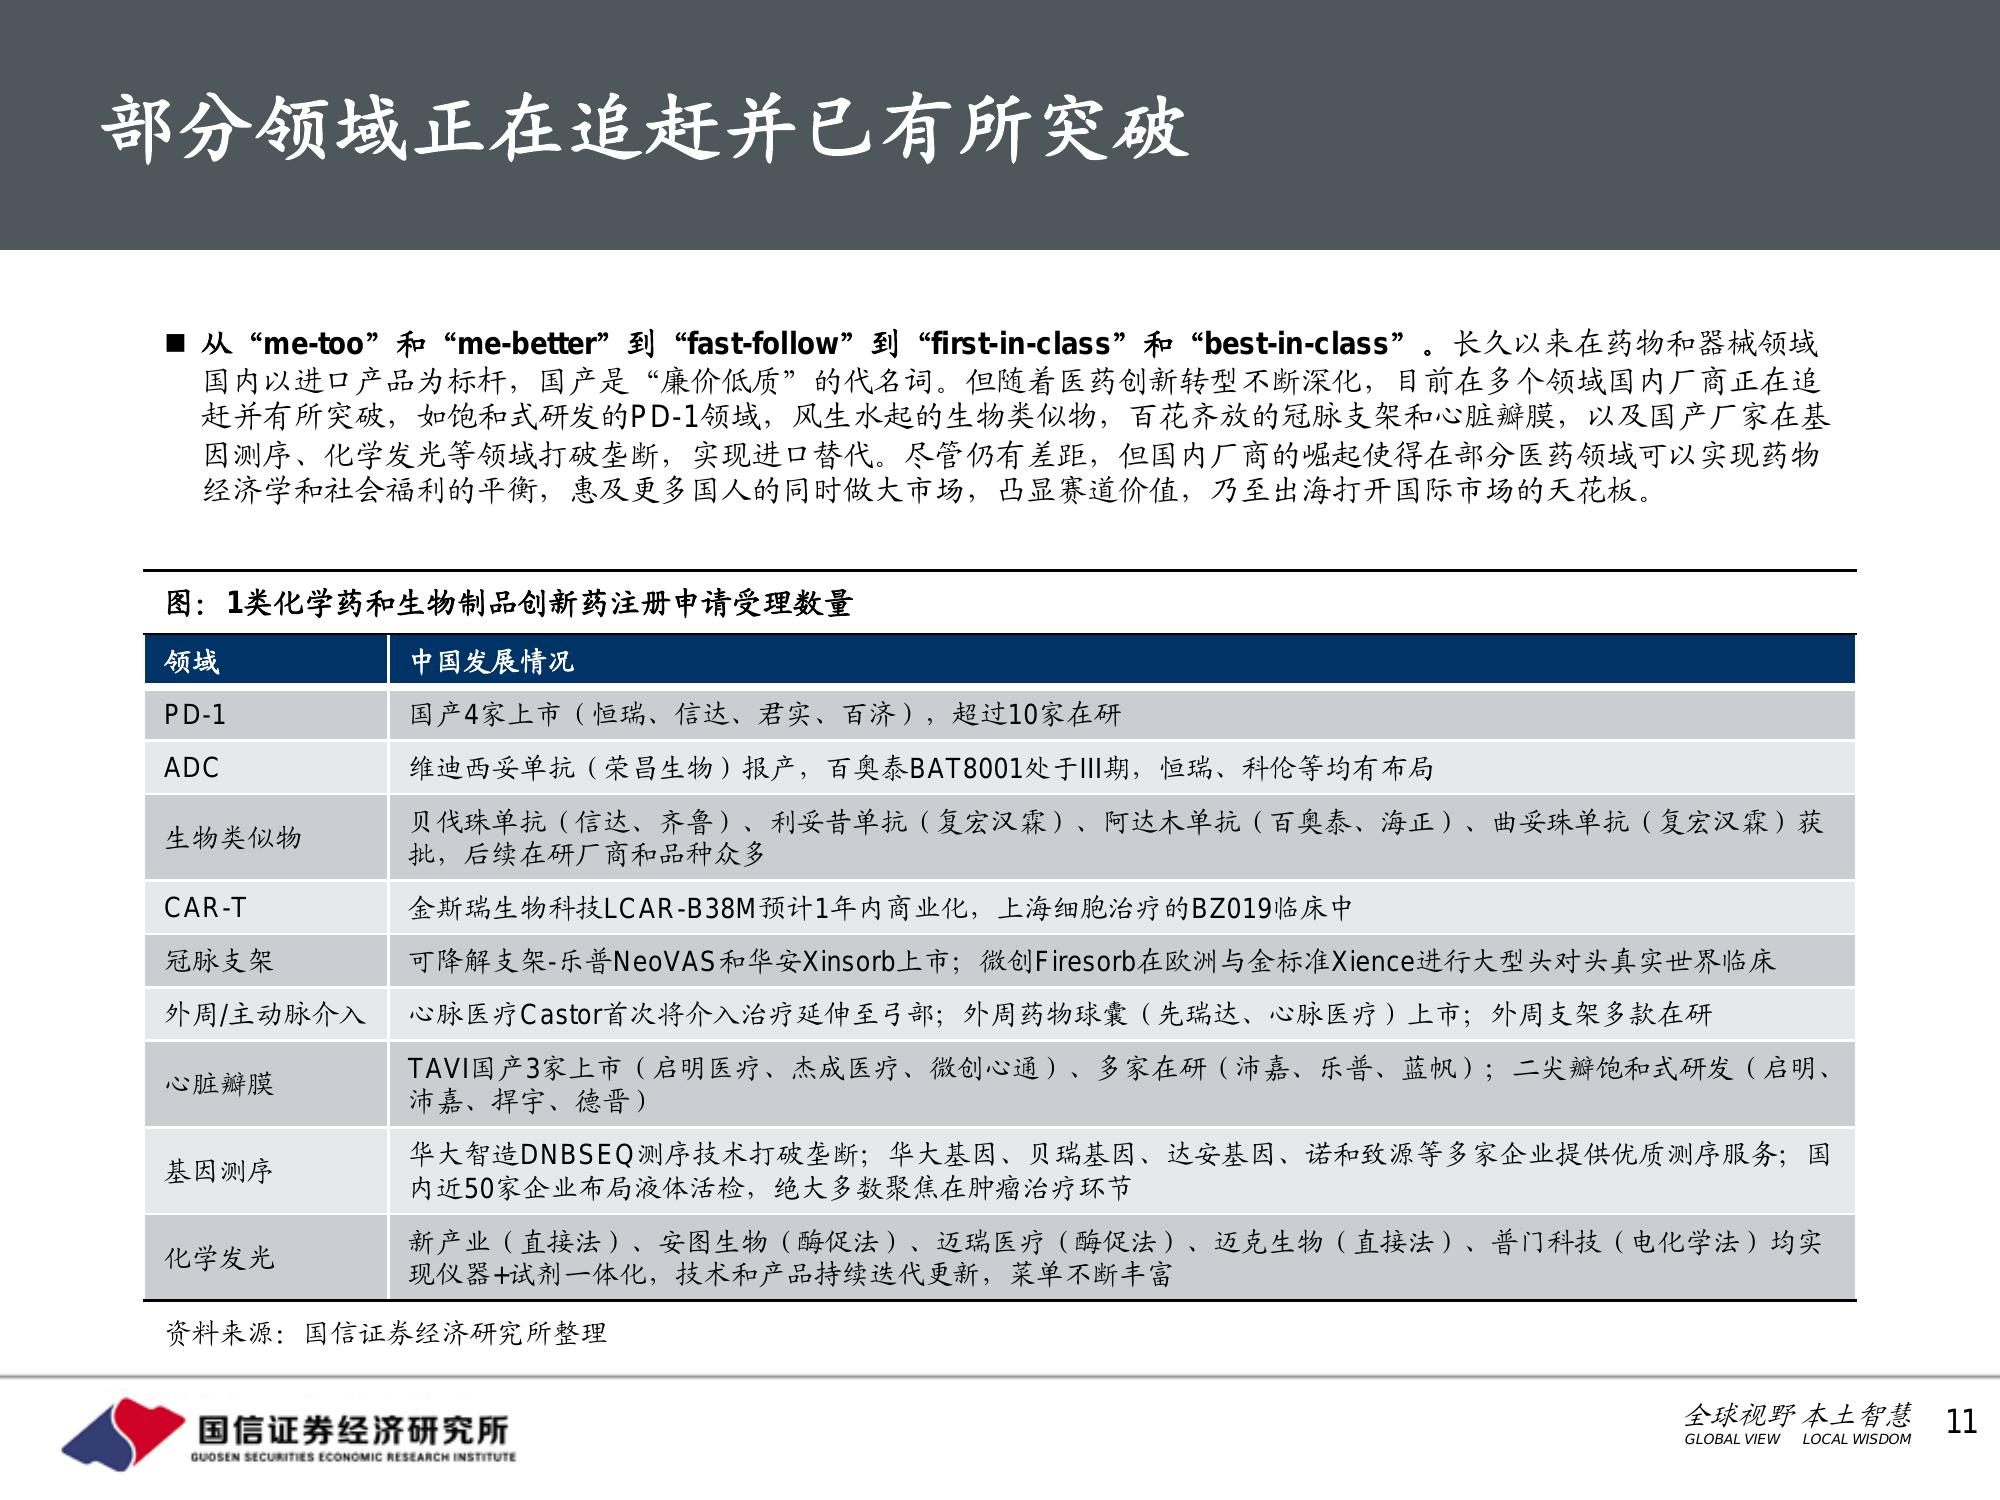 部分领域正在追赶并已有所突破
■ 从“me-too”和“me-better”到“fast-follow”到“first-in-class”和“best-in-class”。长久以来在药物和器械领域
国内以进口产品为标杆，国产是“廉价低质”的代名词。但随着医药创新转型不断深化，目前在多个领域国内厂商正在追
赶并有所突破，如饱和式研发的PD-1领域，风生水起的生物类似物，百花齐放的冠脉支架和心脏瓣膜，以及国产厂家在基
因测序、化学发光等领域打破垄断，实现进口替代。尽管仍有差距，但国内厂商的崛起使得在部分医药领域可以实现药物
经济学和社会福利的平衡，惠及更多国人的同时做大市场，凸显赛道价值，乃至出海打开国际市场的天花板。
图：1类化学药和生物制品创新药注册申请受理数量
领域 中国发展情况
PD-1 国产4家上市（恒瑞、信达、君实、百济），超过10家在研
ADC 维迪西妥单抗（荣昌生物）报产，百奥泰BAT8001处于III期，恒瑞、科伦等均有布局
生物类似物 贝伐珠单抗（信达、齐鲁）、利妥昔单抗（复宏汉霖）、阿达木单抗（百奥泰、海正）、曲妥珠单抗（复宏汉霖）获
批，后续在研厂商和品种众多
CAR-T 金斯瑞生物科技LCAR-B38M预计1年内商业化，上海细胞治疗的BZ019临床中
冠脉支架 可降解支架-乐普NeoVAS和华安Xinsorb上市；微创Firesorb在欧洲与金标准Xience进行大型头对头真实世界临床
外周/主动脉介入 心脉医疗Castor首次将介入治疗延伸至弓部；外周药物球囊（先瑞达、心脉医疗）上市；外周支架多款在研
心脏瓣膜 TAVI国产3家上市（启明医疗、杰成医疗、微创心通）、多家在研（沛嘉、乐普、蓝帆）；二尖瓣饱和式研发（启明、
沛嘉、捍宇、德晋）
基因测序 华大智造DNBSEQ测序技术打破垄断；华大基因、贝瑞基因、达安基因、诺和致源等多家企业提供优质测序服务；国
内近50家企业布局液体活检，绝大多数聚焦在肿瘤治疗环节
化学发光 新产业（直接法）、安图生物（酶促法）、迈瑞医疗（酶促法）、迈克生物（直接法）、普门科技（电化学法）均实
现仪器+试剂一体化，技术和产品持续迭代更新，菜单不断丰富
资料来源：国信证券经济研究所整理
国信证券经济研究所
GUOSEN SECURITIES ECONOMIC RESEARCH INSTITUTE
全球视野 本土智慧
GLOBAL VIEW LOCAL WISDOM
11